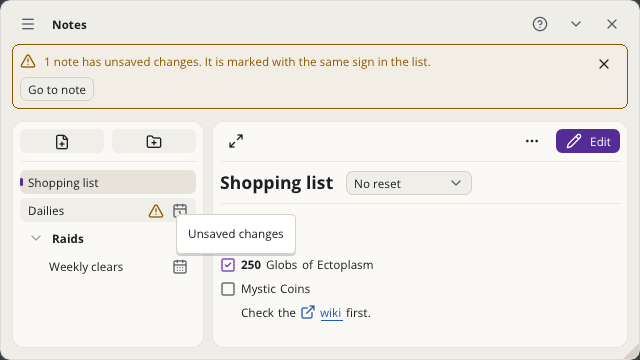 Notes
1 note has unsaved changes. It is marked with the same sign in the list.
Go to note
Edit
Shopping list
Dailies
Raids
Weekly clears
Shopping list
No reset
Unsaved changes
250 Globs of Ectoplasm
Mystic Coins
Check the wiki first.